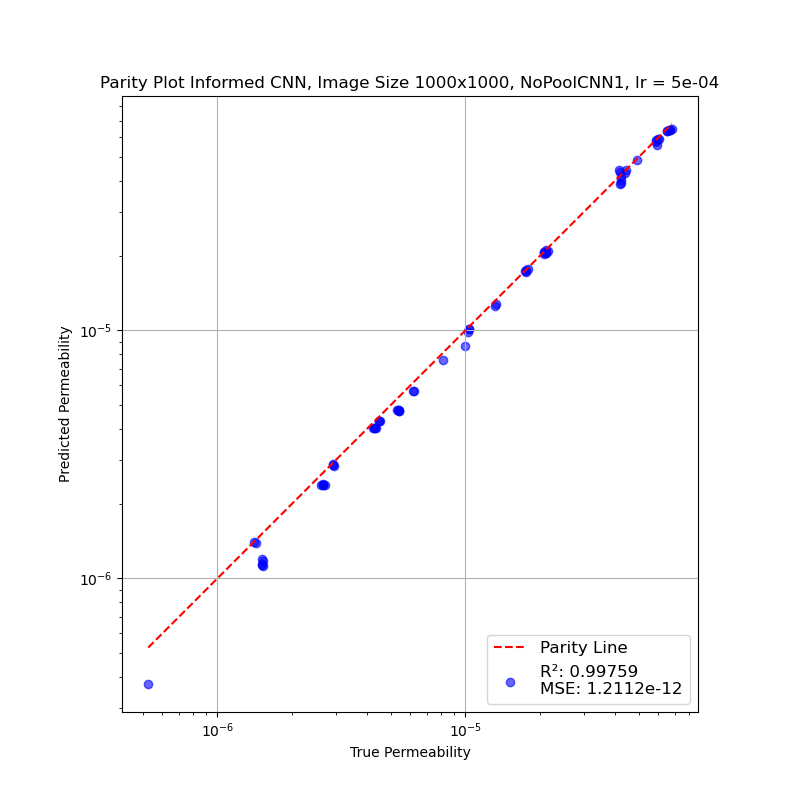 Parity Plot Informed CNN, Image Size 1000x1000, NoPoolCNN1, lr = 5e-04
Predicted Permeability
10⁻⁵
10⁻⁶
Parity Line
R²: 0.99759
MSE: 1.2112e-12
10⁻⁶
10⁻⁵
True Permeability